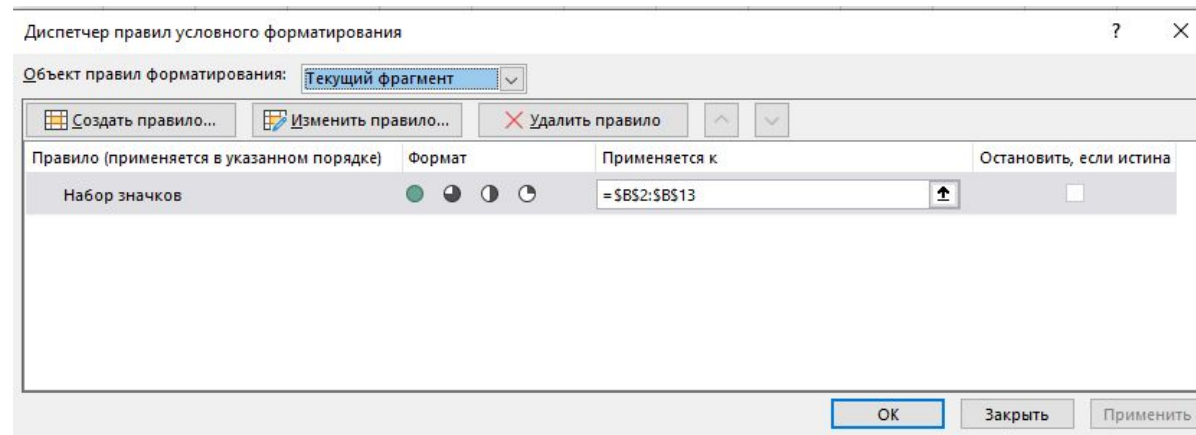 Диспетчер правил условного форматирования ?
Объект правил форматирования: Текущий фрагмент
Создать правило... Изменить правило... Удалить правило
Правило (применяется в указанном порядке) Формат Применяется к Остановить, если истина
Набор значков =$B$2:$B$13
ОК Закрыть Применить